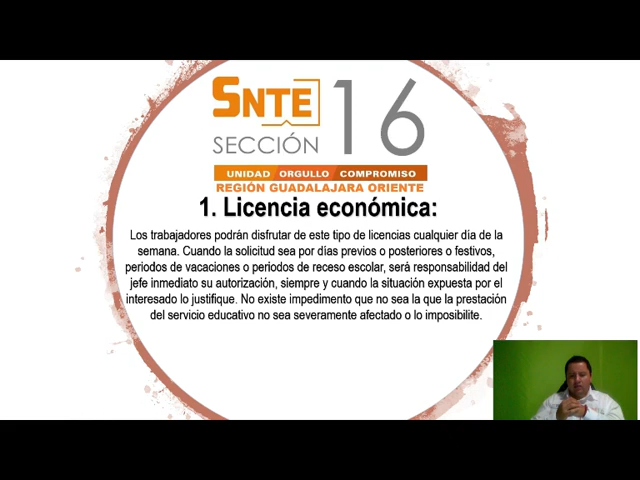 SNTE
SECCIÓN 16
UNIDAD / ORGULLO / COMPROMISO
REGIÓN GUADALAJARA ORIENTE
1. Licencia económica:
Los trabajadores podrán disfrutar de este tipo de licencias cualquier día de la
semana. Cuando la solicitud sea por días previos o posteriores o festivos,
periodos de vacaciones o periodos de receso escolar, será responsabilidad del
jefe inmediato su autorización, siempre y cuando la situación expuesta por el
interesado lo justifique. No existe impedimento que no sea la que la prestación
del servicio educativo no sea severamente afectado o lo imposibilite.